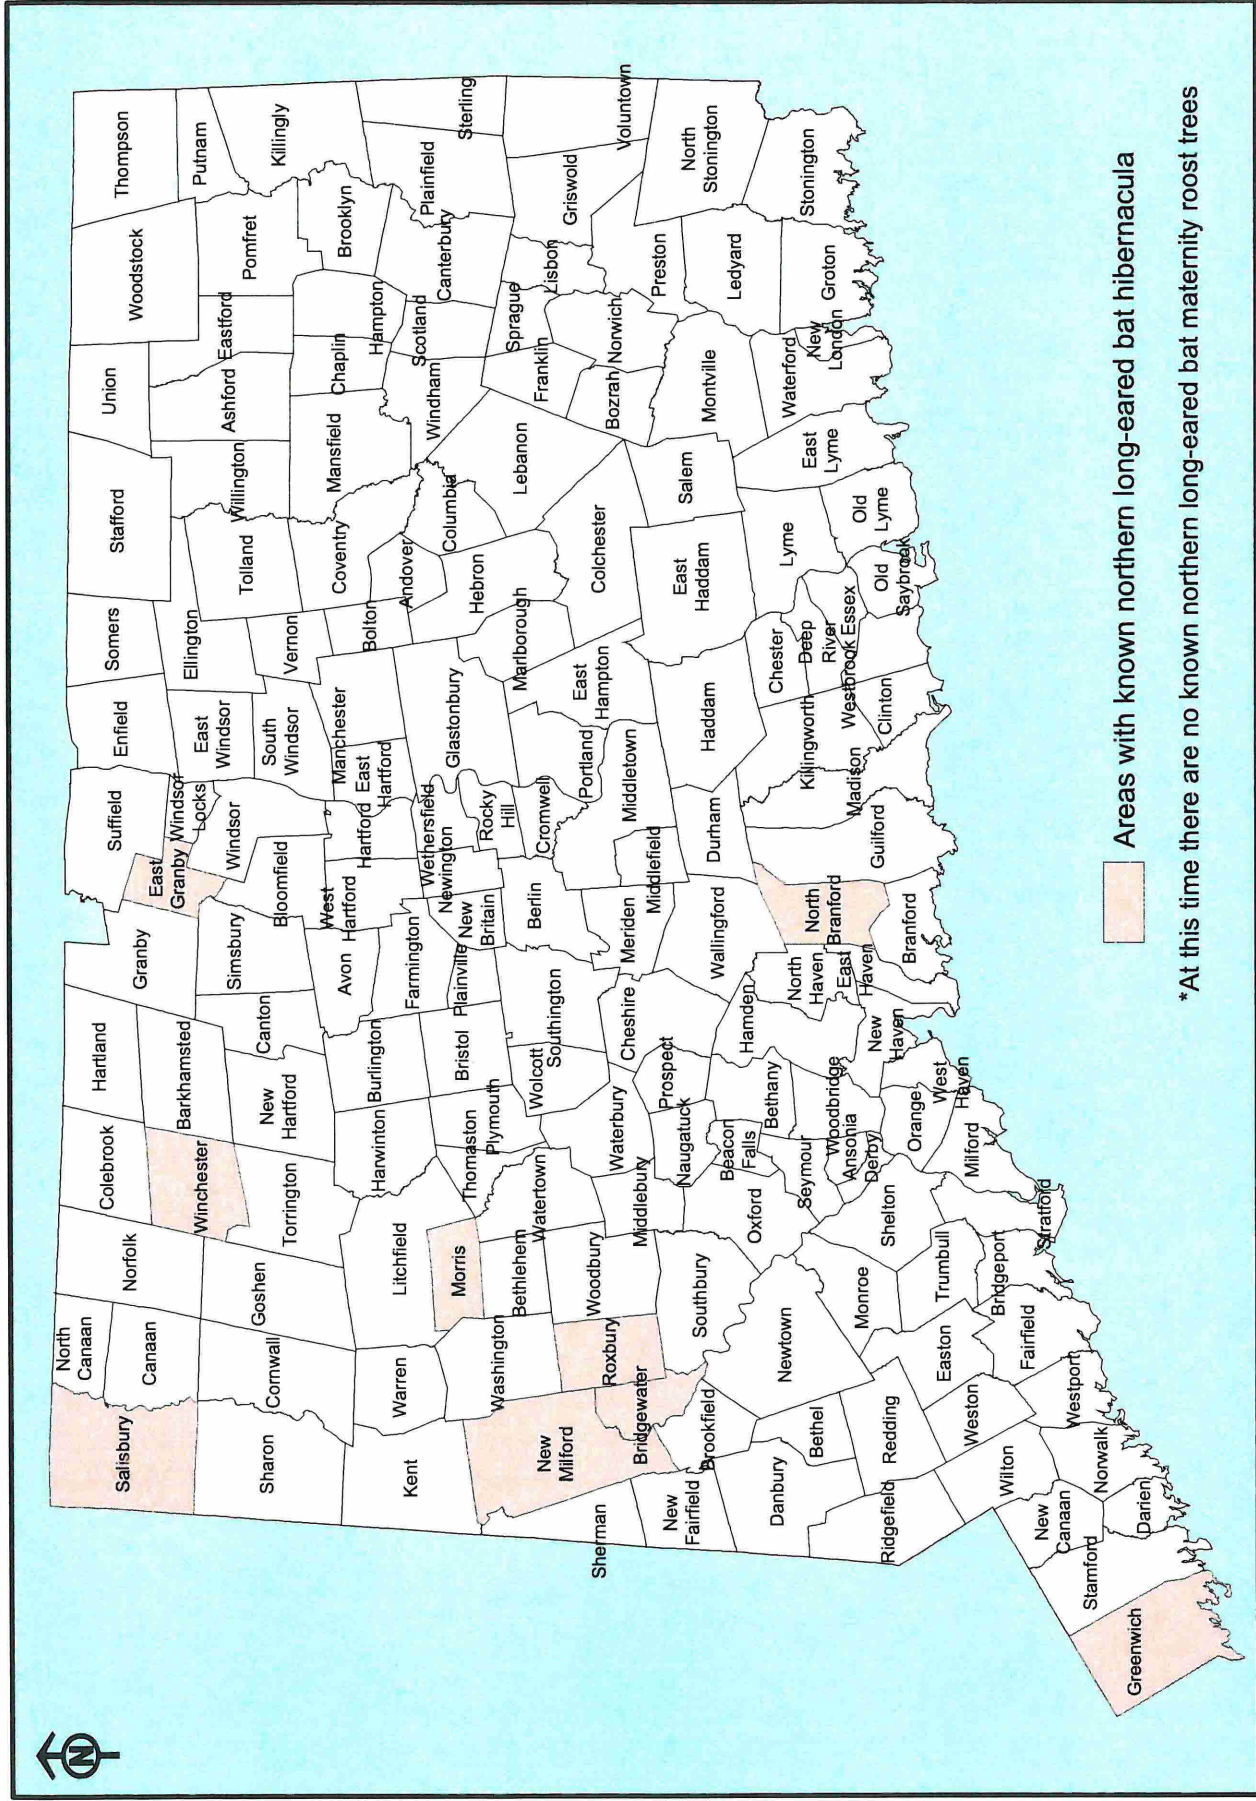 N
North
Canaan
Colebrook
Hartland
Suffield
Enfield
Somers
Stafford
Union
Woodstock
Thompson
Salisbury
Canaan
Norfolk
Winchester
Barkhamsted
Granby
East
Granby
Windsor
Locks
East
Windsor
Ellington
Willington
Ashford
Eastford
Pomfret
Putnam
Sharon
Cornwall
Goshen
Torrington
New
Hartford
Canton
Simsbury
Bloomfield
Windsor
South
Windsor
Vernon
Tolland
Coventry
Mansfield
Chaplin
Hampton
Brooklyn
Killingly
Kent
Warren
Litchfield
Harwinton
Burlington
Avon
West
Hartford
Hartford
East
Hartford
Manchester
Bolton
Andover
Columbia
Windham
Scotland
Canterbury
Plainfield
Sterling
Morris
Thomaston
Plymouth
Bristol
Farmington
Plainville
New
Britain
Newington
Wethersfield
Rocky
Hill
Glastonbury
Marlborough
Hebron
Lebanon
Franklin
Sprague
Lisbon
Griswold
Voluntown
New
Milford
Washington
Bethlehem
Watertown
Wolcott
Southington
Berlin
Cromwell
Portland
East
Hampton
Colchester
Bozrah
Norwich
Preston
North
Stonington
Sherman
Bridgewater
Roxbury
Woodbury
Middlebury
Waterbury
Cheshire
Meriden
Middlefield
Middletown
Haddam
East
Haddam
Salem
Montville
Ledyard
Stonington
New
Fairfield
Brookfield
Southbury
Naugatuck
Prospect
Wallingford
Durham
Danbury
Bethel
Newtown
Oxford
Beacon
Falls
Bethany
Hamden
North
Haven
North
Branford
Guilford
Madison
Killingworth
Chester
Deep
River
Essex
Westbrook
Clinton
Lyme
Old
Saybrook
Old
Lyme
East
Lyme
Waterford
New
London
Groton
Ridgefield
Redding
Monroe
Shelton
Seymour
Ansonia
Derby
Woodbridge
Orange
New
Haven
West
Haven
East
Haven
Branford
Wilton
Weston
Easton
Trumbull
Bridgeport
Stratford
Milford
New
Canaan
Norwalk
Westport
Fairfield
Greenwich
Stamford
Darien
Areas with known northern long-eared bat hibernacula
*At this time there are no known northern long-eared bat maternity roost trees